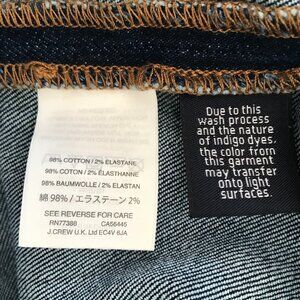 98% COTTON / 2% ELASTANE
98% COTON / 2% ÉLASTHANNE
98% BAUMWOLLE / 2% ELASTAN
綿 98% / エラステーン 2%
SEE REVERSE FOR CARE
RN77388 CA56445
J.CREW U.K. Ltd EC4V 6JA
Due to this
wash process
and the nature
of indigo dyes,
the color from
this garment
may transfer
onto light
surfaces.